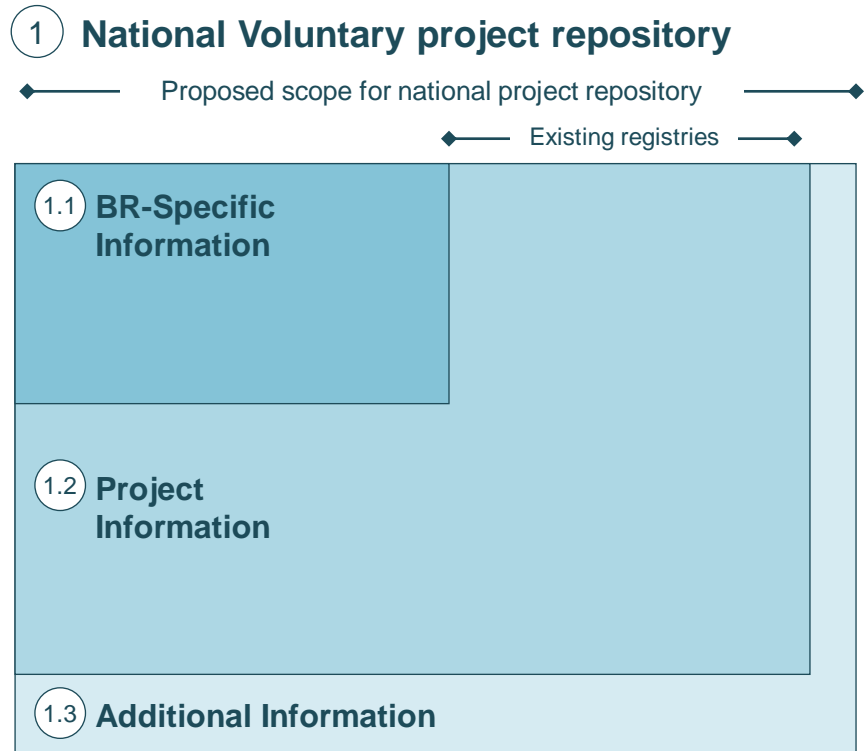 1 National Voluntary project repository
Proposed scope for national project repository
Existing registries
1.1 BR-Specific
Information
1.2 Project
Information
1.3 Additional Information